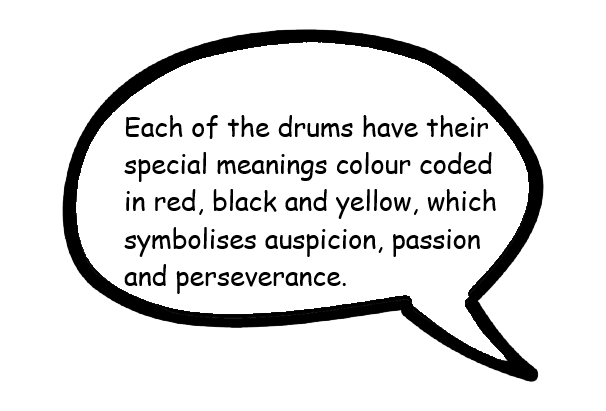 Each of the drums have their
special meanings colour coded
in red, black and yellow, which
symbolises auspicion, passion
and perseverance.